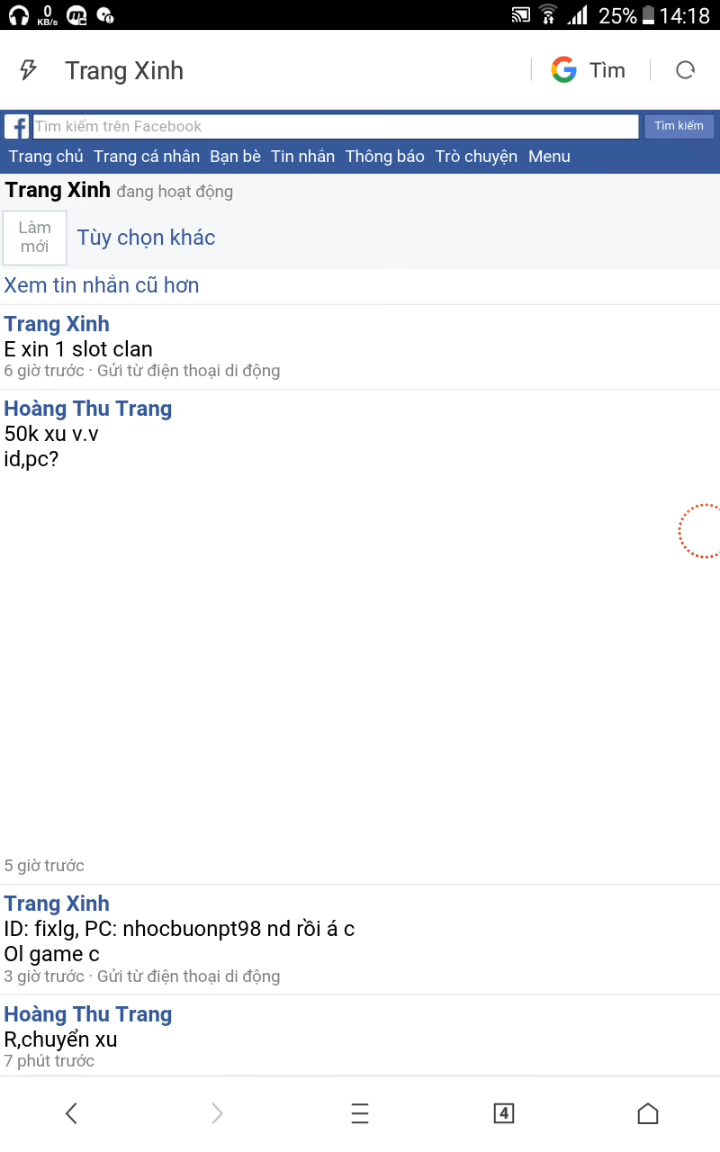 0
KB/s
25% 14:18
Trang Xinh
Tìm
Tìm kiếm trên Facebook
Tìm kiếm
Trang chủ Trang cá nhân Bạn bè Tin nhắn Thông báo Trò chuyện Menu
Trang Xinh đang hoạt động
Làm
mới
Tùy chọn khác
Xem tin nhắn cũ hơn
Trang Xinh
E xin 1 slot clan
6 giờ trước · Gửi từ điện thoại di động
Hoàng Thu Trang
50k xu v.v
id,pc?
5 giờ trước
Trang Xinh
ID: fixlg, PC: nhocbuonpt98 nd rồi á c
Ol game c
3 giờ trước · Gửi từ điện thoại di động
Hoàng Thu Trang
R,chuyển xu
7 phút trước
4